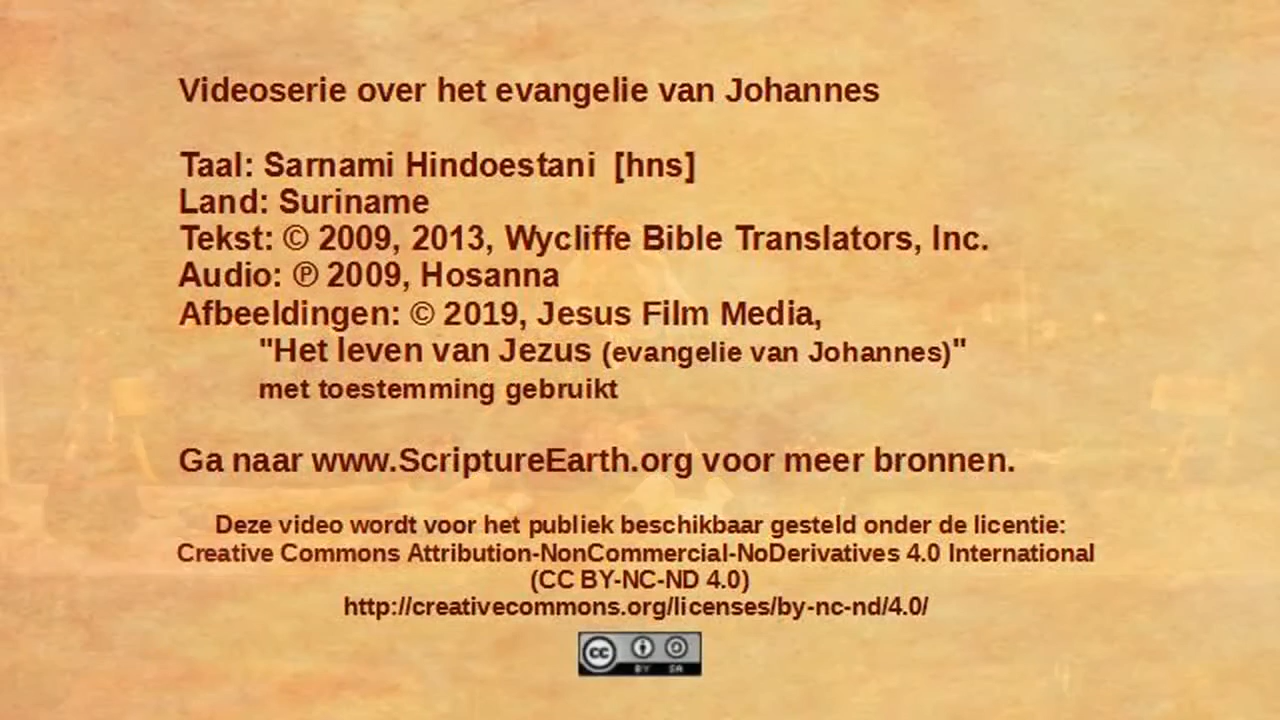 Videoserie over het evangelie van Johannes
Taal: Sarnami Hindoestani [hns]
Land: Suriname
Tekst: © 2009, 2013, Wycliffe Bible Translators, Inc.
Audio: ℗ 2009, Hosanna
Afbeeldingen: © 2019, Jesus Film Media,
"Het leven van Jezus (evangelie van Johannes)"
met toestemming gebruikt
Ga naar www.ScriptureEarth.org voor meer bronnen.
Deze video wordt voor het publiek beschikbaar gesteld onder de licentie:
Creative Commons Attribution-NonCommercial-NoDerivatives 4.0 International
(CC BY-NC-ND 4.0)
http://creativecommons.org/licenses/by-nc-nd/4.0/
cc BY SA